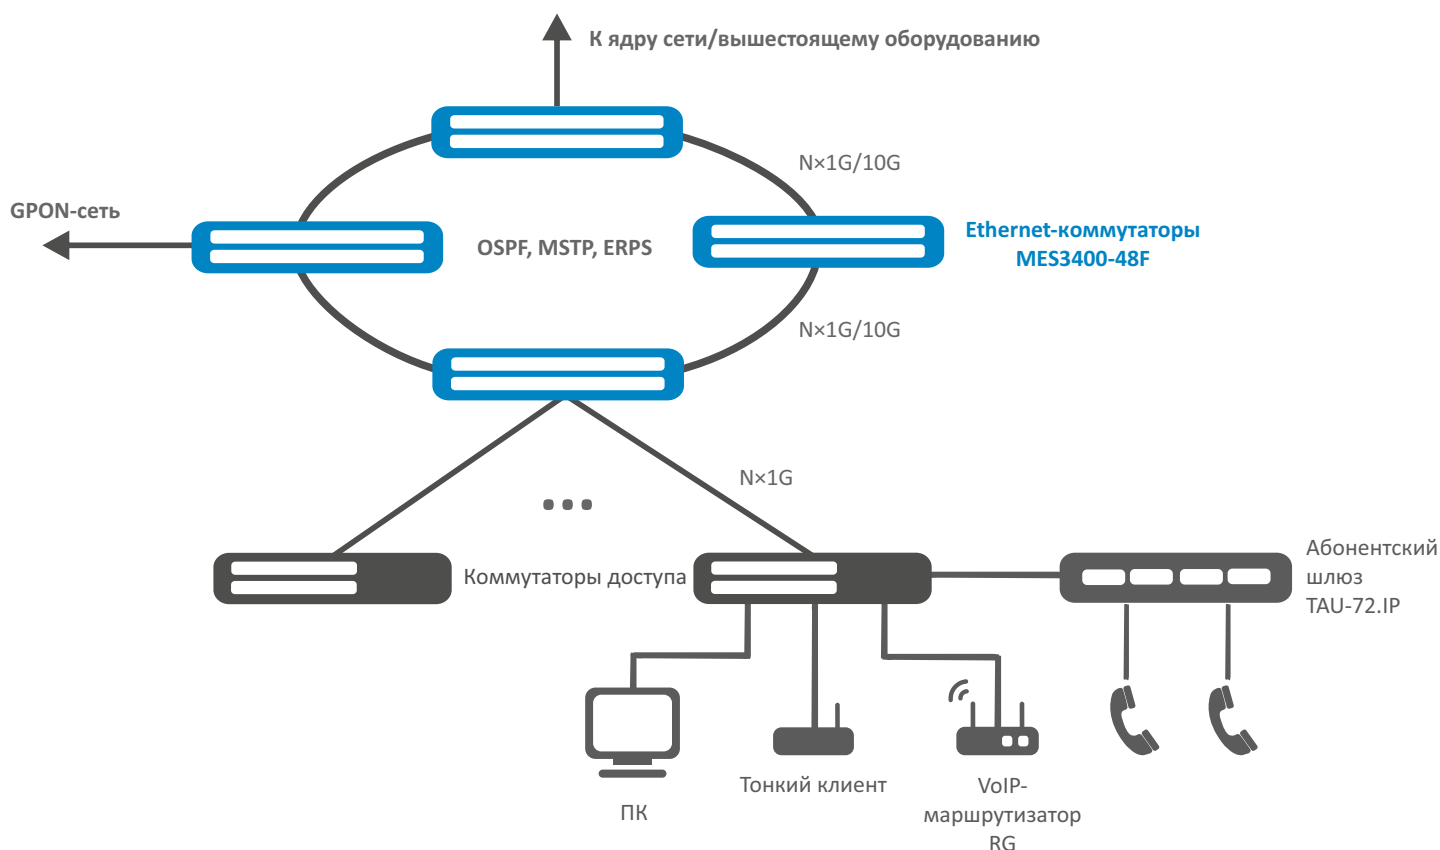 К ядру сети/вышестоящему оборудованию
N×1G/10G
GPON-сеть
OSPF, MSTP, ERPS
Ethernet-коммутаторы
MES3400-48F
N×1G/10G
N×1G
Коммутаторы доступа
Абонентский
шлюз
TAU-72.IP
ПК
Тонкий клиент
VoIP-
маршрутизатор
RG